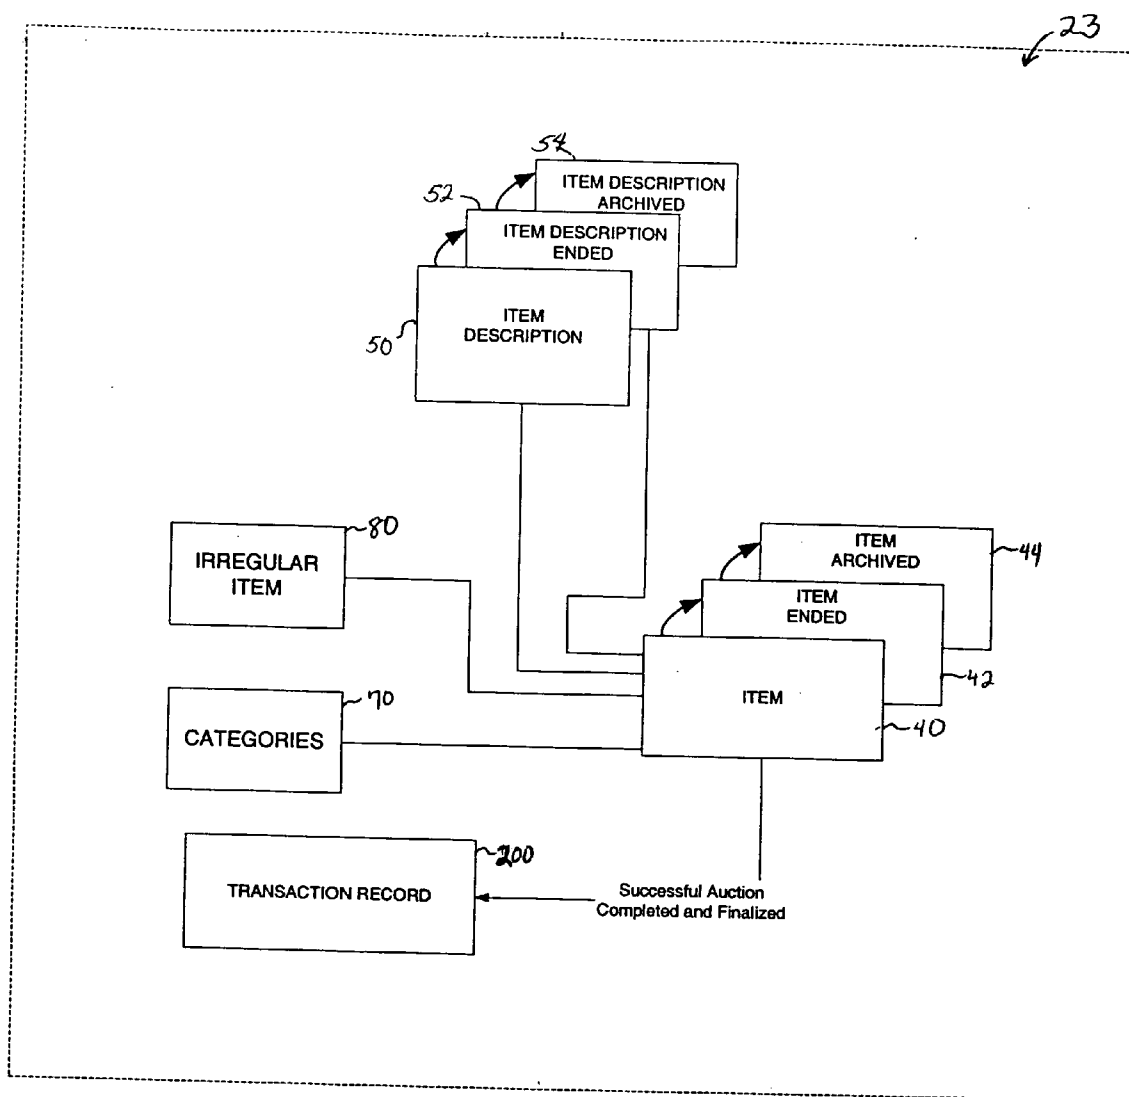 23
54
ITEM DESCRIPTION
ARCHIVED
52
ITEM DESCRIPTION
ENDED
ITEM
DESCRIPTION
50
80
IRREGULAR
ITEM
ITEM
ARCHIVED
44
ITEM
ENDED
42
ITEM
40
70
CATEGORIES
200
TRANSACTION RECORD
Successful Auction
Completed and Finalized